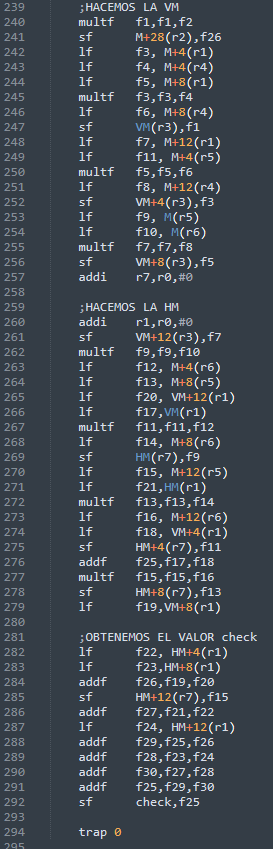 239 ;HACEMOS LA VM
240 multf f1,f1,f2
241 sf M+28(r2),f26
242 lf f3, M+4(r1)
243 lf f4, M+4(r4)
244 lf f5, M+8(r1)
245 multf f3,f3,f4
246 lf f6, M+8(r4)
247 sf VM(r3),f1
248 lf f7, M+12(r1)
249 lf f11, M+4(r5)
250 multf f5,f5,f6
251 lf f8, M+12(r4)
252 sf VM+4(r3),f3
253 lf f9, M(r5)
254 lf f10, M(r6)
255 multf f7,f7,f8
256 sf VM+8(r3),f5
257 addi r7,r0,#0
258
259 ;HACEMOS LA HM
260 addi r1,r0,#0
261 sf VM+12(r3),f7
262 multf f9,f9,f10
263 lf f12, M+4(r6)
264 lf f13, M+8(r5)
265 lf f20, VM+12(r1)
266 lf f17,VM(r1)
267 multf f11,f11,f12
268 lf f14, M+8(r6)
269 sf HM(r7),f9
270 lf f15, M+12(r5)
271 lf f21,HM(r1)
272 multf f13,f13,f14
273 lf f16, M+12(r6)
274 lf f18, VM+4(r1)
275 sf HM+4(r7),f11
276 addf f25,f17,f18
277 multf f15,f15,f16
278 sf HM+8(r7),f13
279 lf f19,VM+8(r1)
280
281 ;OBTENEMOS EL VALOR check
282 lf f22, HM+4(r1)
283 lf f23,HM+8(r1)
284 addf f26,f19,f20
285 sf HM+12(r7),f15
286 addf f27,f21,f22
287 lf f24, HM+12(r1)
288 addf f29,f25,f26
289 addf f28,f23,f24
290 addf f30,f27,f28
291 addf f25,f29,f30
292 sf check,f25
293
294 trap 0
295